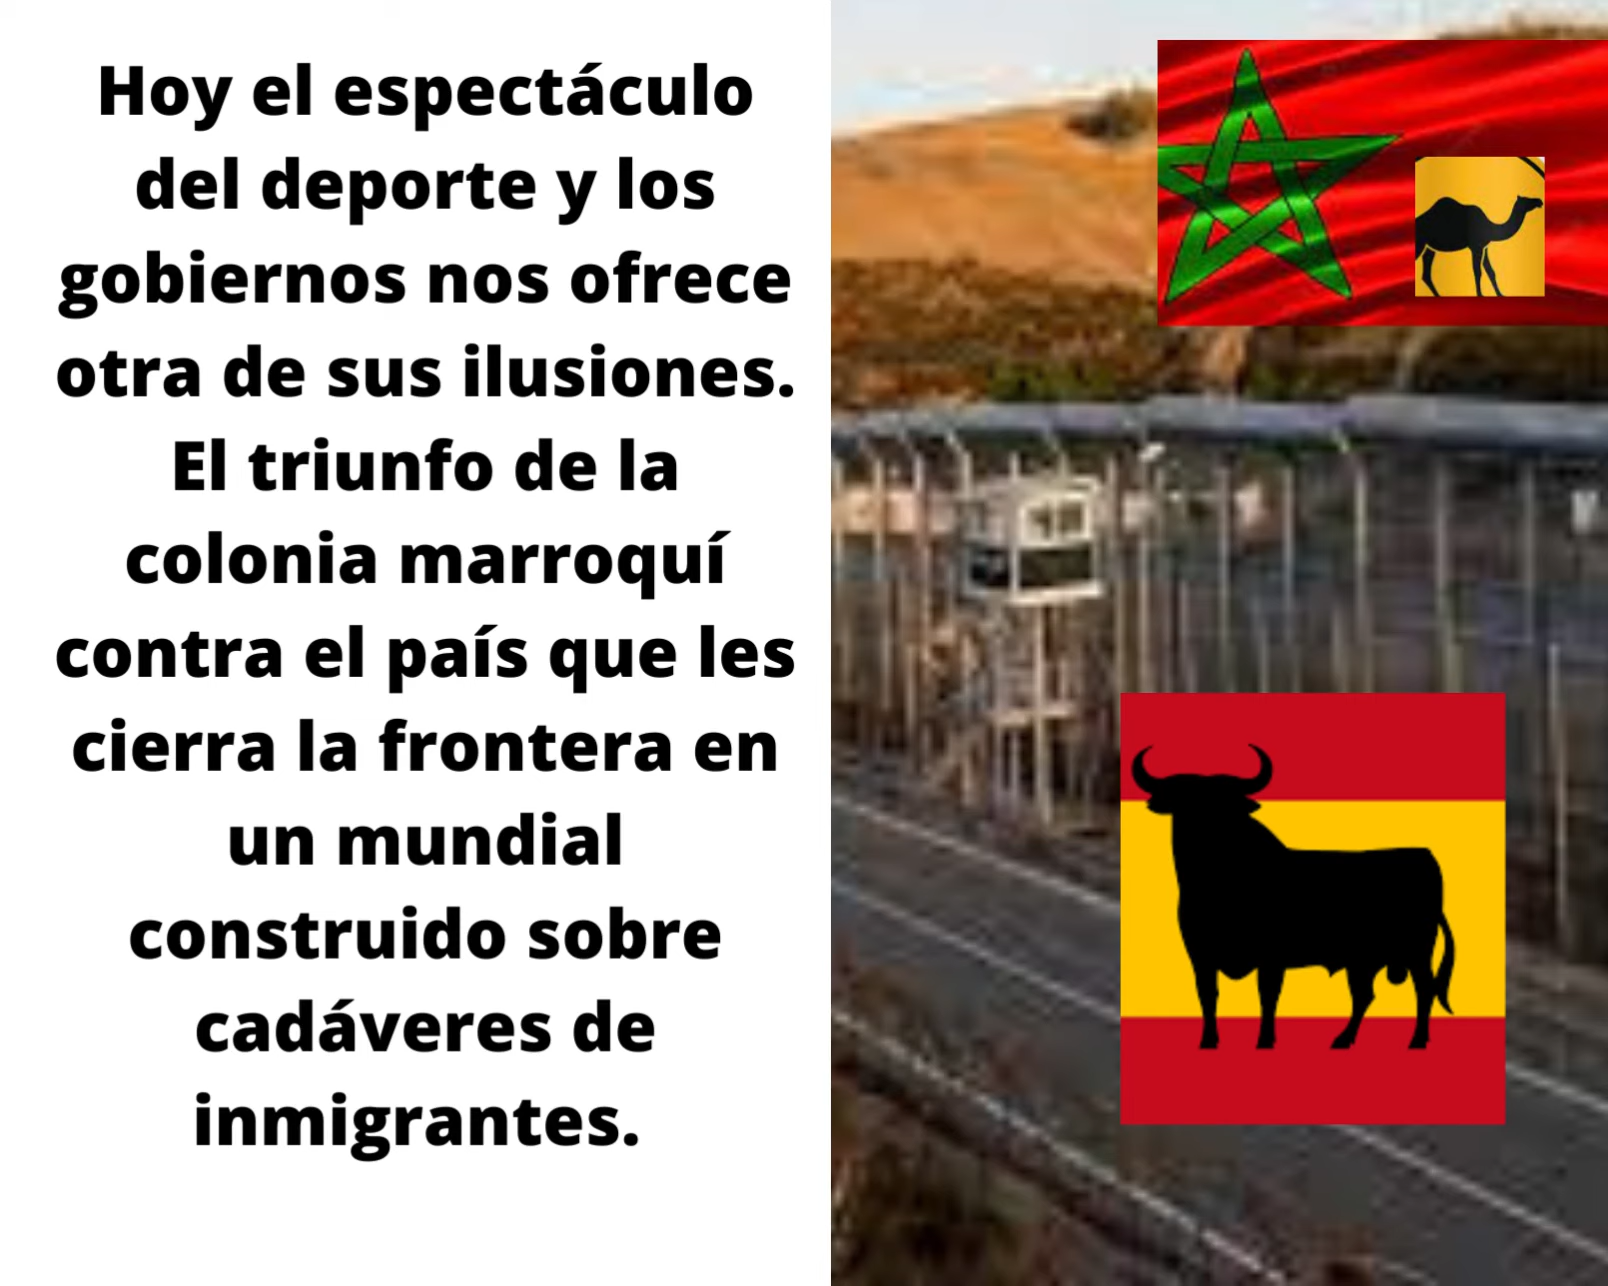 Hoy el espectáculo
del deporte y los
gobiernos nos ofrece
otra de sus ilusiones.
El triunfo de la
colonia marroquí
contra el país que les
cierra la frontera en
un mundial
construido sobre
cadáveres de
inmigrantes.